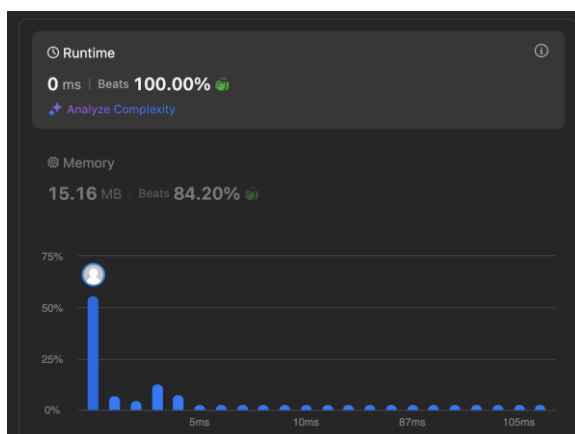 Runtime
0 ms | Beats 100.00%
Analyze Complexity
Memory
15.16 MB | Beats 84.20%
75%
50%
25%
0%
5ms 10ms 87ms 105ms